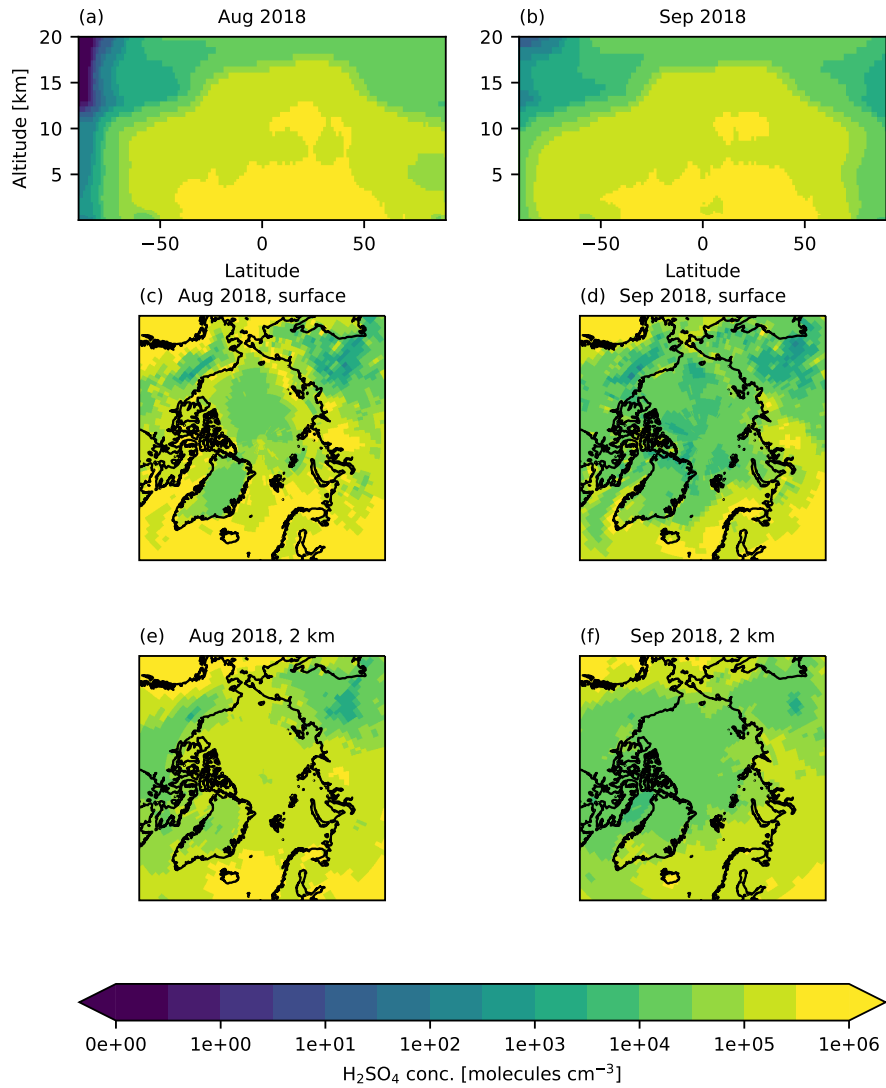 (a) Aug 2018
(b) Sep 2018
20
15
10
5
Altitude [km]
−50 0 50
Latitude
20
15
10
5
−50 0 50
Latitude
(c) Aug 2018, surface
(d) Sep 2018, surface
(e) Aug 2018, 2 km
(f) Sep 2018, 2 km
0e+00 1e+00 1e+01 1e+02 1e+03 1e+04 1e+05 1e+06
H₂SO₄ conc. [molecules cm⁻³]